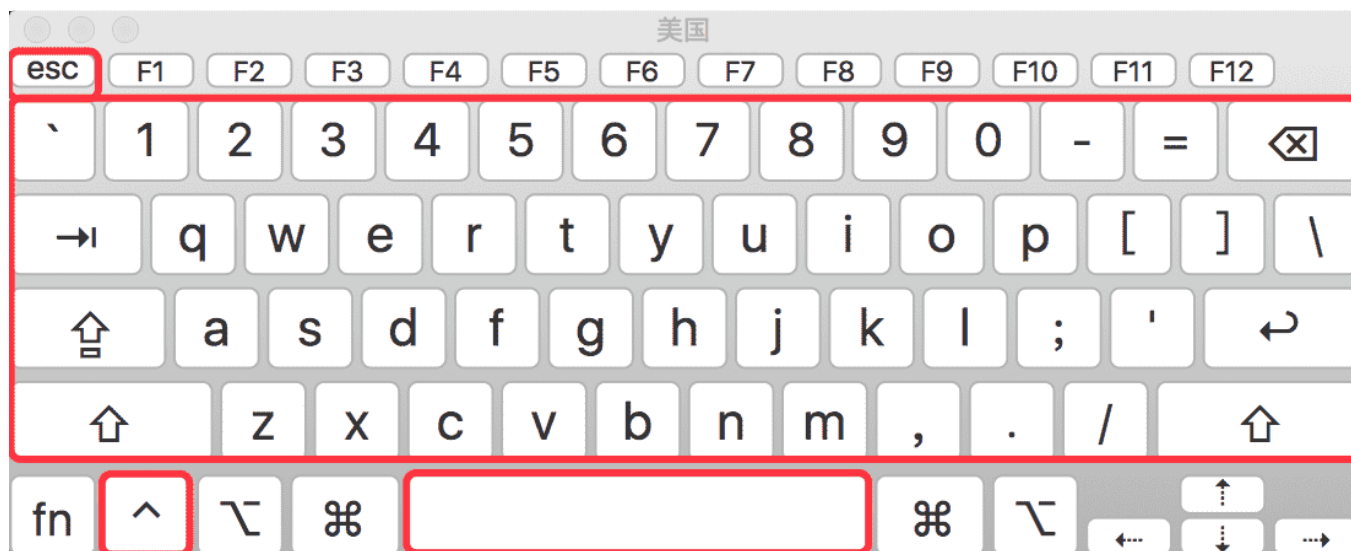 美国
esc F1 F2 F3 F4 F5 F6 F7 F8 F9 F10 F11 F12
` 1 2 3 4 5 6 7 8 9 0 - = ⌫
⇥ q w e r t y u i o p [ ] \
⇪ a s d f g h j k l ; ' ↩
⇧ z x c v b n m , . / ⇧
fn ^ ⌥ ⌘ ⌘ ⌥ ⇠ ⇡ ⇣ ⇢